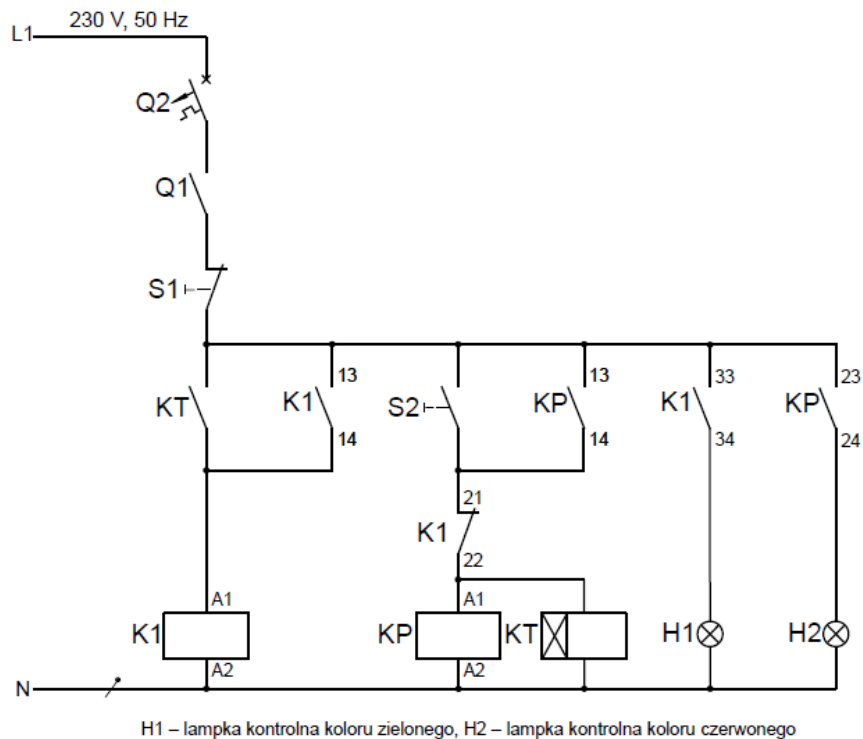 230 V, 50 Hz
L1
Q2
Q1
S1
13 13 33 23
KT K1 S2 KP K1 KP
14 14 34 24
21
K1
22
A1 A1
K1 KP KT H1 H2
A2 A2
N
H1 – lampka kontrolna koloru zielonego, H2 – lampka kontrolna koloru czerwonego